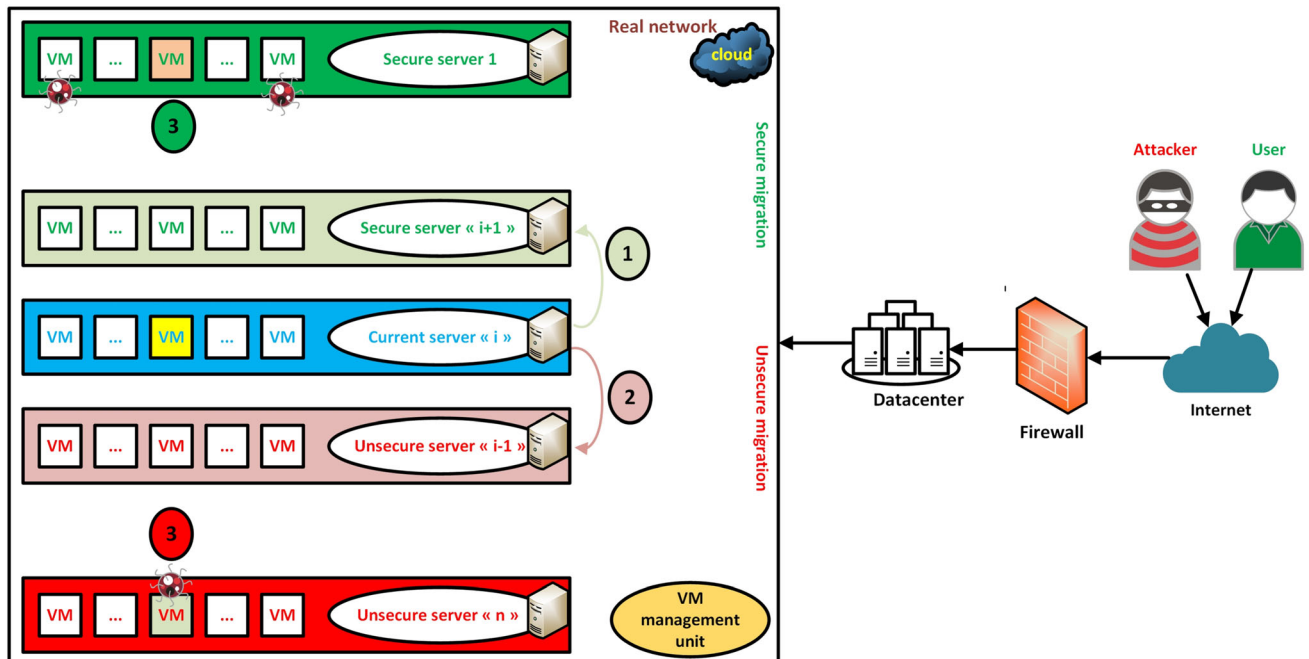 Real network
cloud
VM ... VM ... VM Secure server 1
3
Secure migration
VM ... VM ... VM Secure server « i+1 »
1
VM ... VM ... VM Current server « i »
2
VM ... VM ... VM Unsecure server « i-1 »
Unsecure migration
3
VM ... VM ... VM Unsecure server « n »
VM
management
unit
Attacker
User
Datacenter
Firewall
Internet